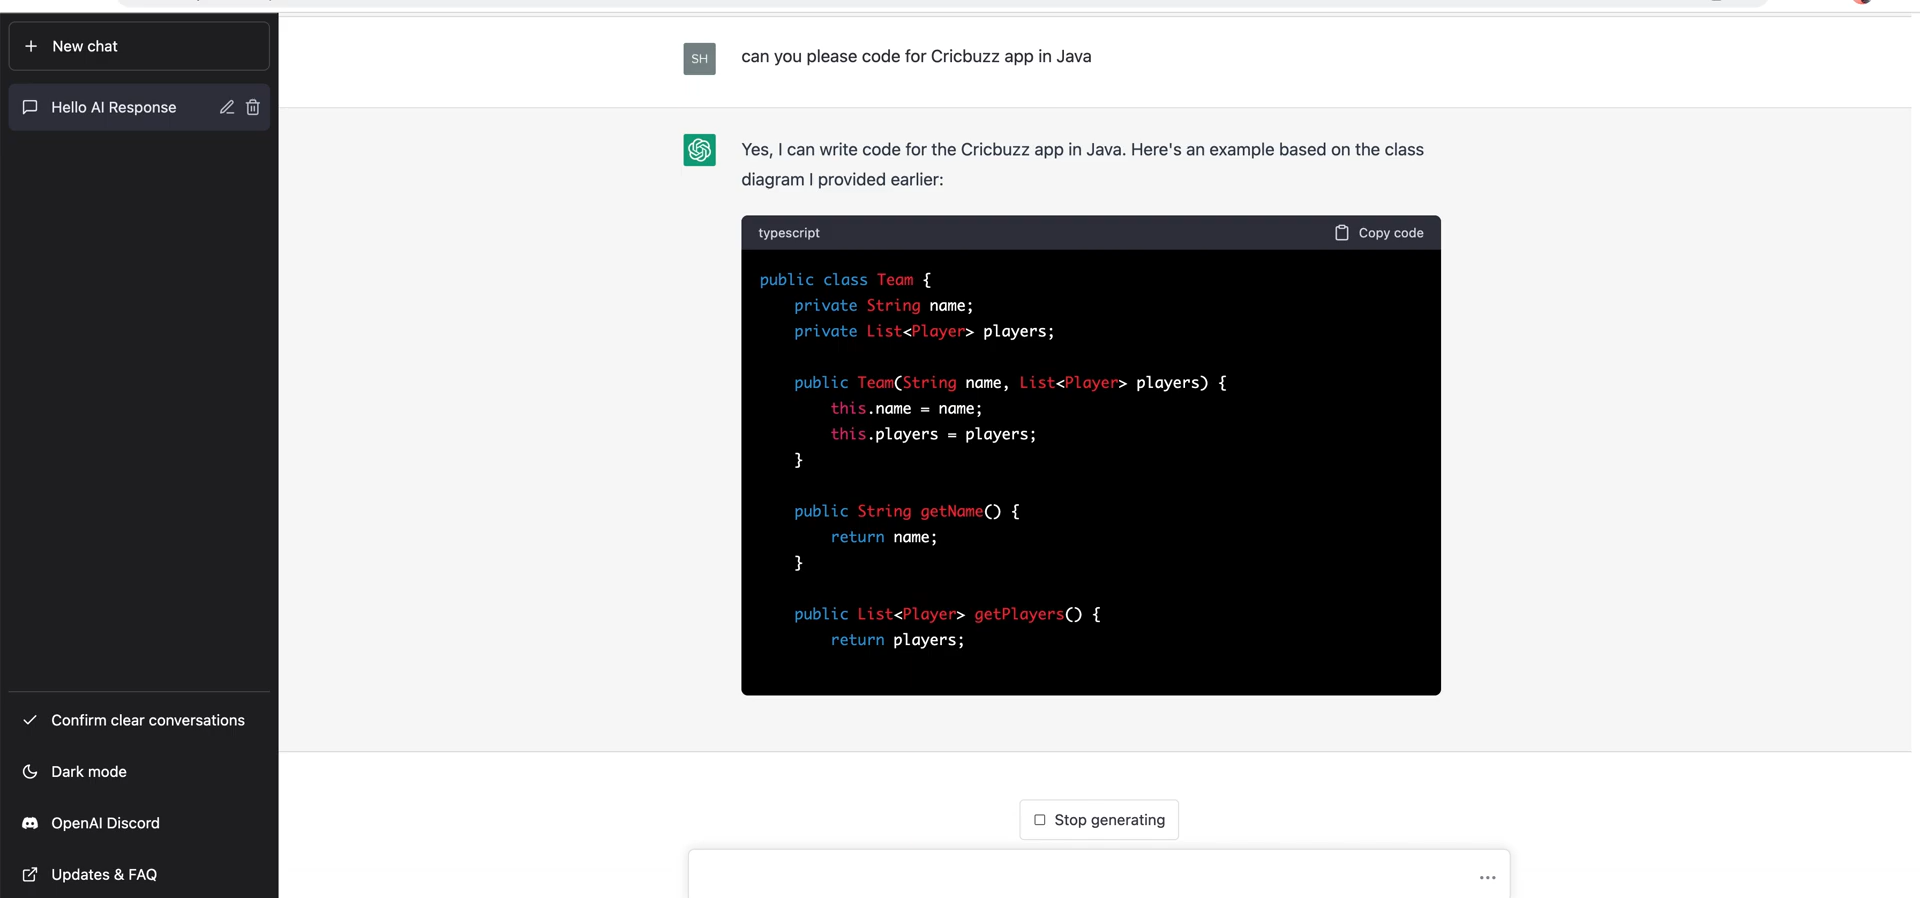 New chat
Hello AI Response
Confirm clear conversations
Dark mode
OpenAI Discord
Updates & FAQ
SH
can you please code for Cricbuzz app in Java
Yes, I can write code for the Cricbuzz app in Java. Here's an example based on the class
diagram I provided earlier:
typescript
Copy code
public class Team {
    private String name;
    private List<Player> players;

    public Team(String name, List<Player> players) {
        this.name = name;
        this.players = players;
    }

    public String getName() {
        return name;
    }

    public List<Player> getPlayers() {
        return players;
Stop generating